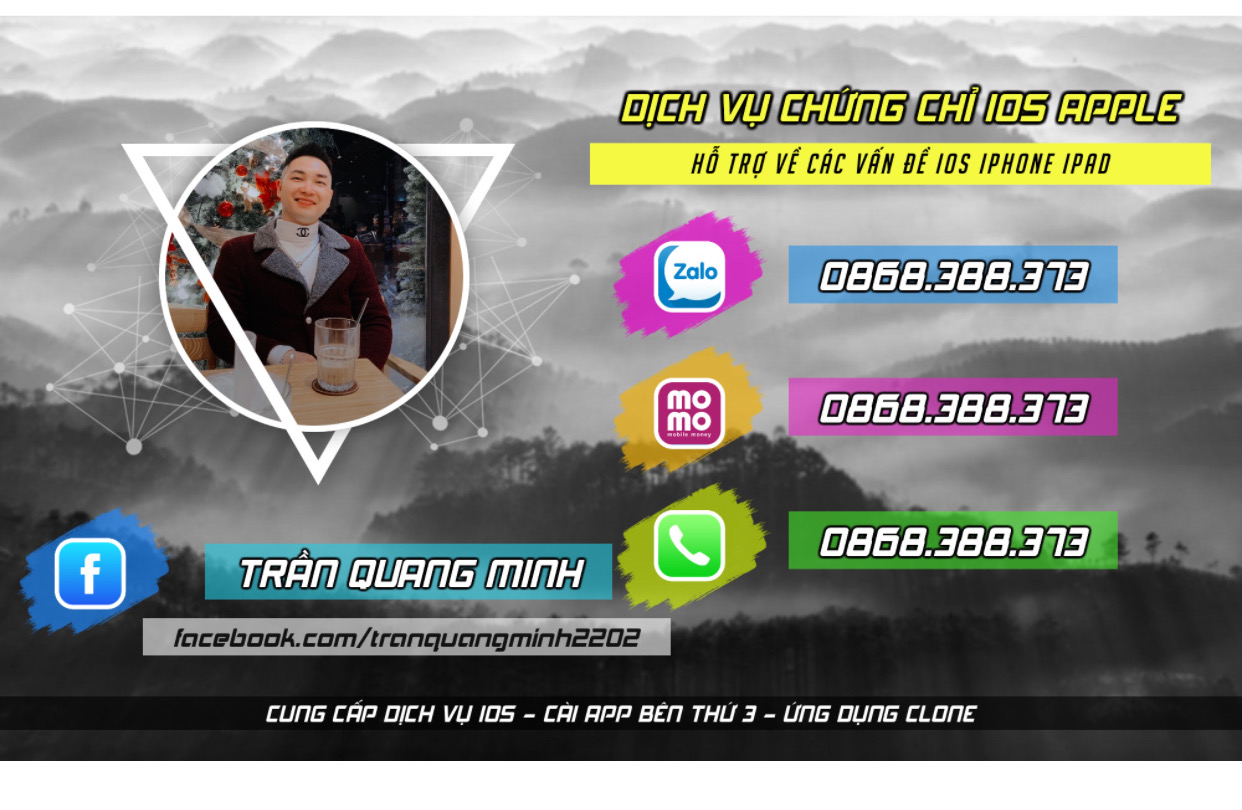 DỊCH VỤ CHỨNG CHỈ IOS APPLE
HỖ TRỢ VỀ CÁC VẤN ĐỀ IOS IPHONE IPAD
Zalo
0868.388.373
mo
mo
mobile money
0868.388.373
0868.388.373
f
TRẦN QUANG MINH
facebook.com/tranquangminh2202
CUNG CẤP DỊCH VỤ IOS - CÀI APP BÊN THỨ 3 - ỨNG DỤNG CLONE